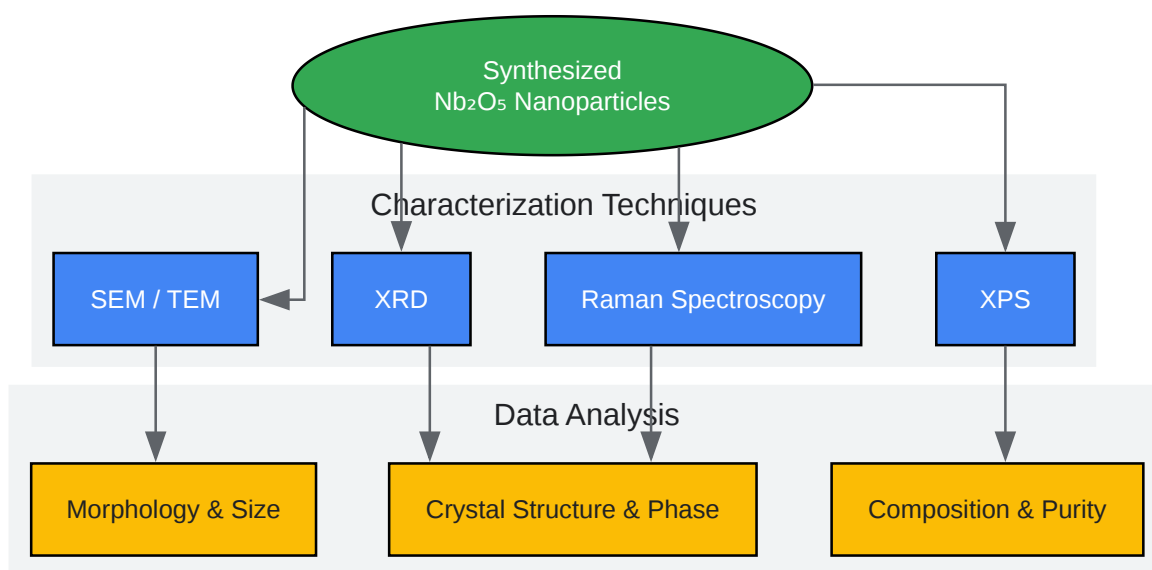 Synthesized
Nb₂O₅ Nanoparticles
Characterization Techniques
SEM / TEM
XRD
Raman Spectroscopy
XPS
Data Analysis
Morphology & Size
Crystal Structure & Phase
Composition & Purity